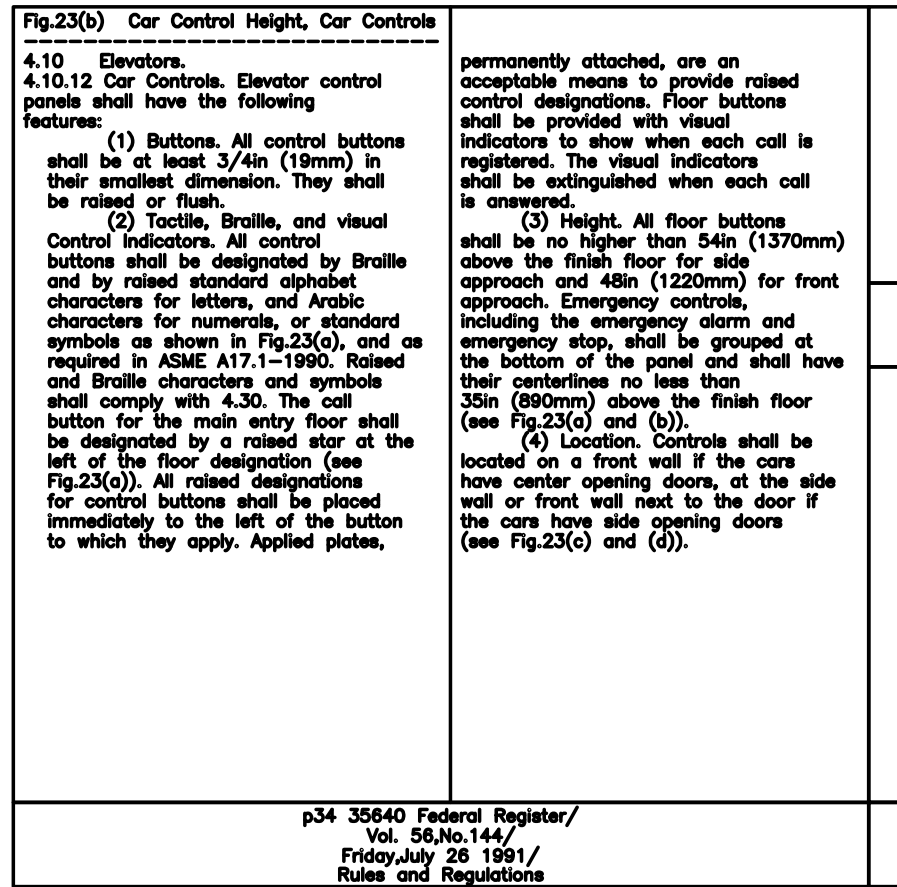 Fig.23(b) Car Control Height, Car Controls
------------------------------------
4.10 Elevators.
4.10.12 Car Controls. Elevator control
panels shall have the following
features:
(1) Buttons. All control buttons
shall be at least 3/4in (19mm) in
their smallest dimension. They shall
be raised or flush.
(2) Tactile, Braille, and visual
Control Indicators. All control
buttons shall be designated by Braille
and by raised standard alphabet
characters for letters, and Arabic
characters for numerals, or standard
symbols as shown in Fig.23(a), and as
required in ASME A17.1-1990. Raised
and Braille characters and symbols
shall comply with 4.30. The call
button for the main entry floor shall
be designated by a raised star at the
left of the floor designation (see
Fig.23(a)). All raised designations
for control buttons shall be placed
immediately to the left of the button
to which they apply. Applied plates,
permanently attached, are an
acceptable means to provide raised
control designations. Floor buttons
shall be provided with visual
indicators to show when each call is
registered. The visual indicators
shall be extinguished when each call
is answered.
(3) Height. All floor buttons
shall be no higher than 54in (1370mm)
above the finish floor for side
approach and 48in (1220mm) for front
approach. Emergency controls,
including the emergency alarm and
emergency stop, shall be grouped at
the bottom of the panel and shall have
their centerlines no less than
35in (890mm) above the finish floor
(see Fig.23(a) and (b)).
(4) Location. Controls shall be
located on a front wall if the cars
have center opening doors, at the side
wall or front wall next to the door if
the cars have side opening doors
(see Fig.23(c) and (d)).
p34 35640 Federal Register/
Vol. 56,No.144/
Friday,July 26 1991/
Rules and Regulations